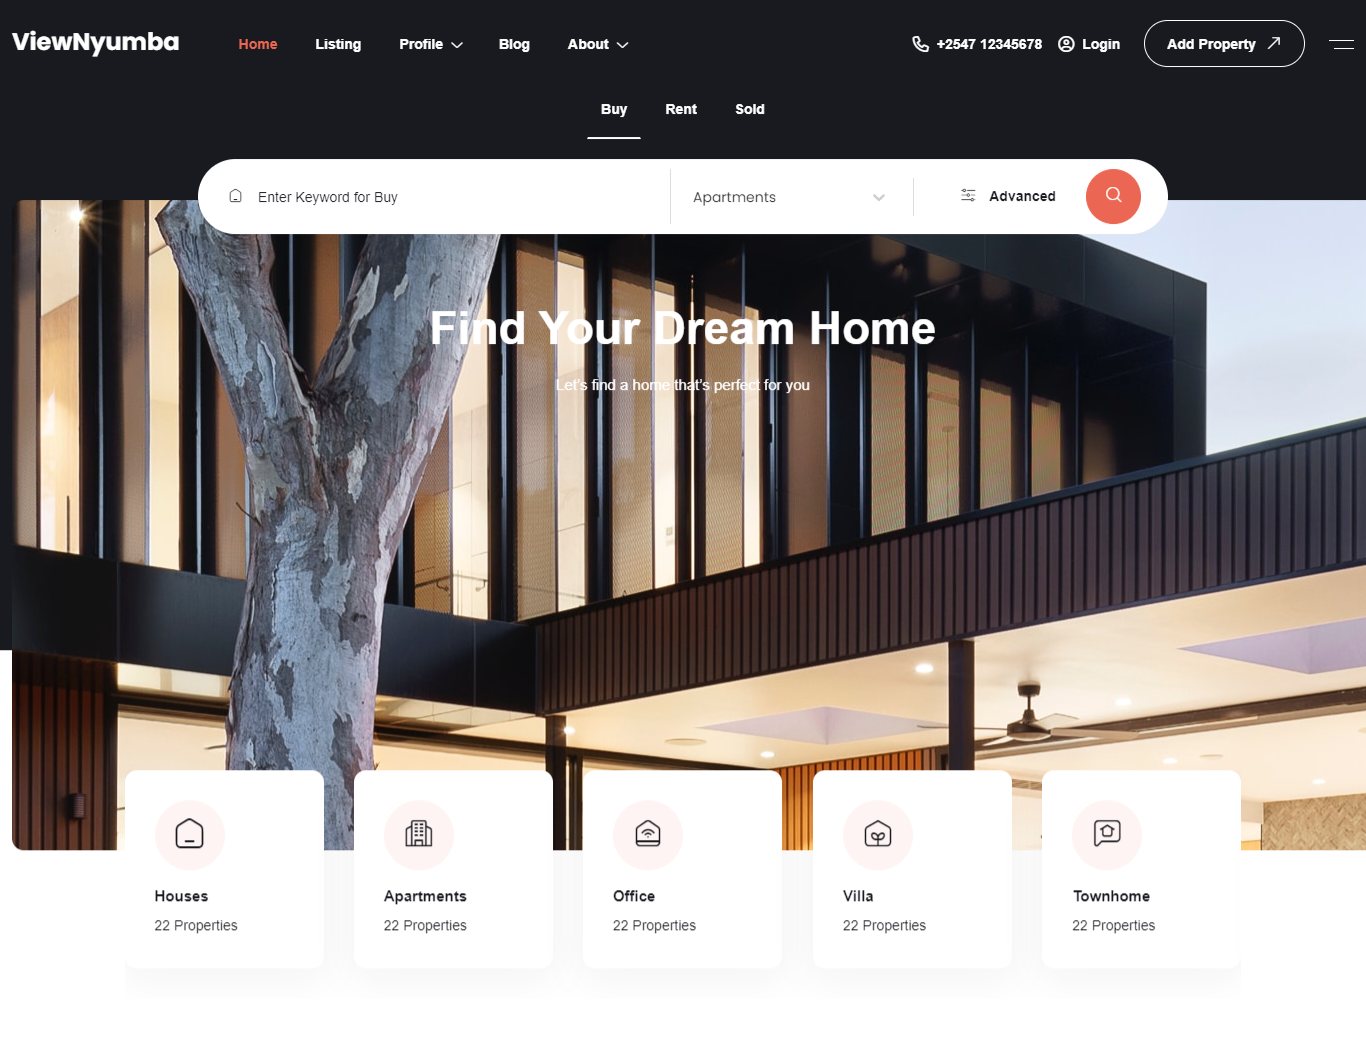 ViewNyumba
Home Listing Profile Blog About +2547 12345678 Login Add Property
Buy Rent Sold
Enter Keyword for Buy Apartments Advanced
Find Your Dream Home
Let's find a home that's perfect for you
Houses
22 Properties
Apartments
22 Properties
Office
22 Properties
Villa
22 Properties
Townhome
22 Properties